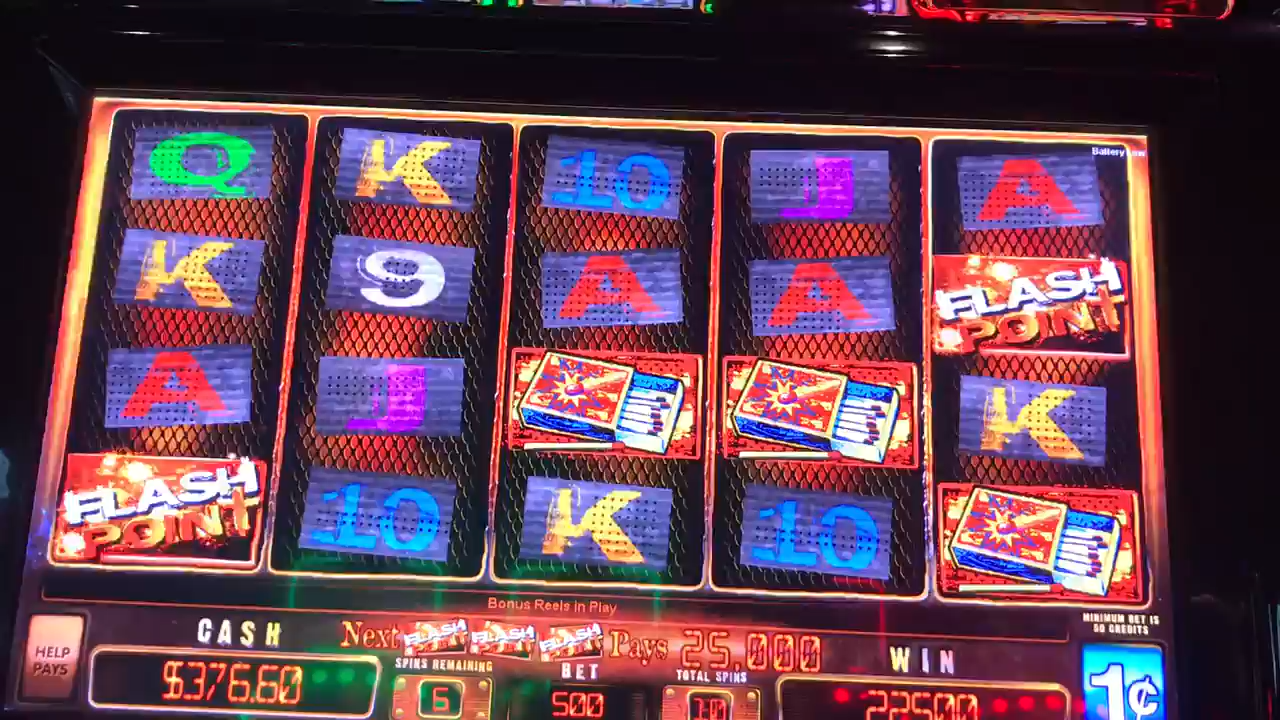 Q K 10 J A
Battery Low
K 9 A A FLASH POINT
A J K
FLASH POINT 10 K 10
Bonus Reels in Play
MINIMUM BET IS
50 CREDITS
HELP
PAYS
CASH
Next FLASH FLASH FLASH Pays 25,000
WIN
$376.60
SPINS REMAINING
6
BET
500
TOTAL SPINS
10
22500
1¢